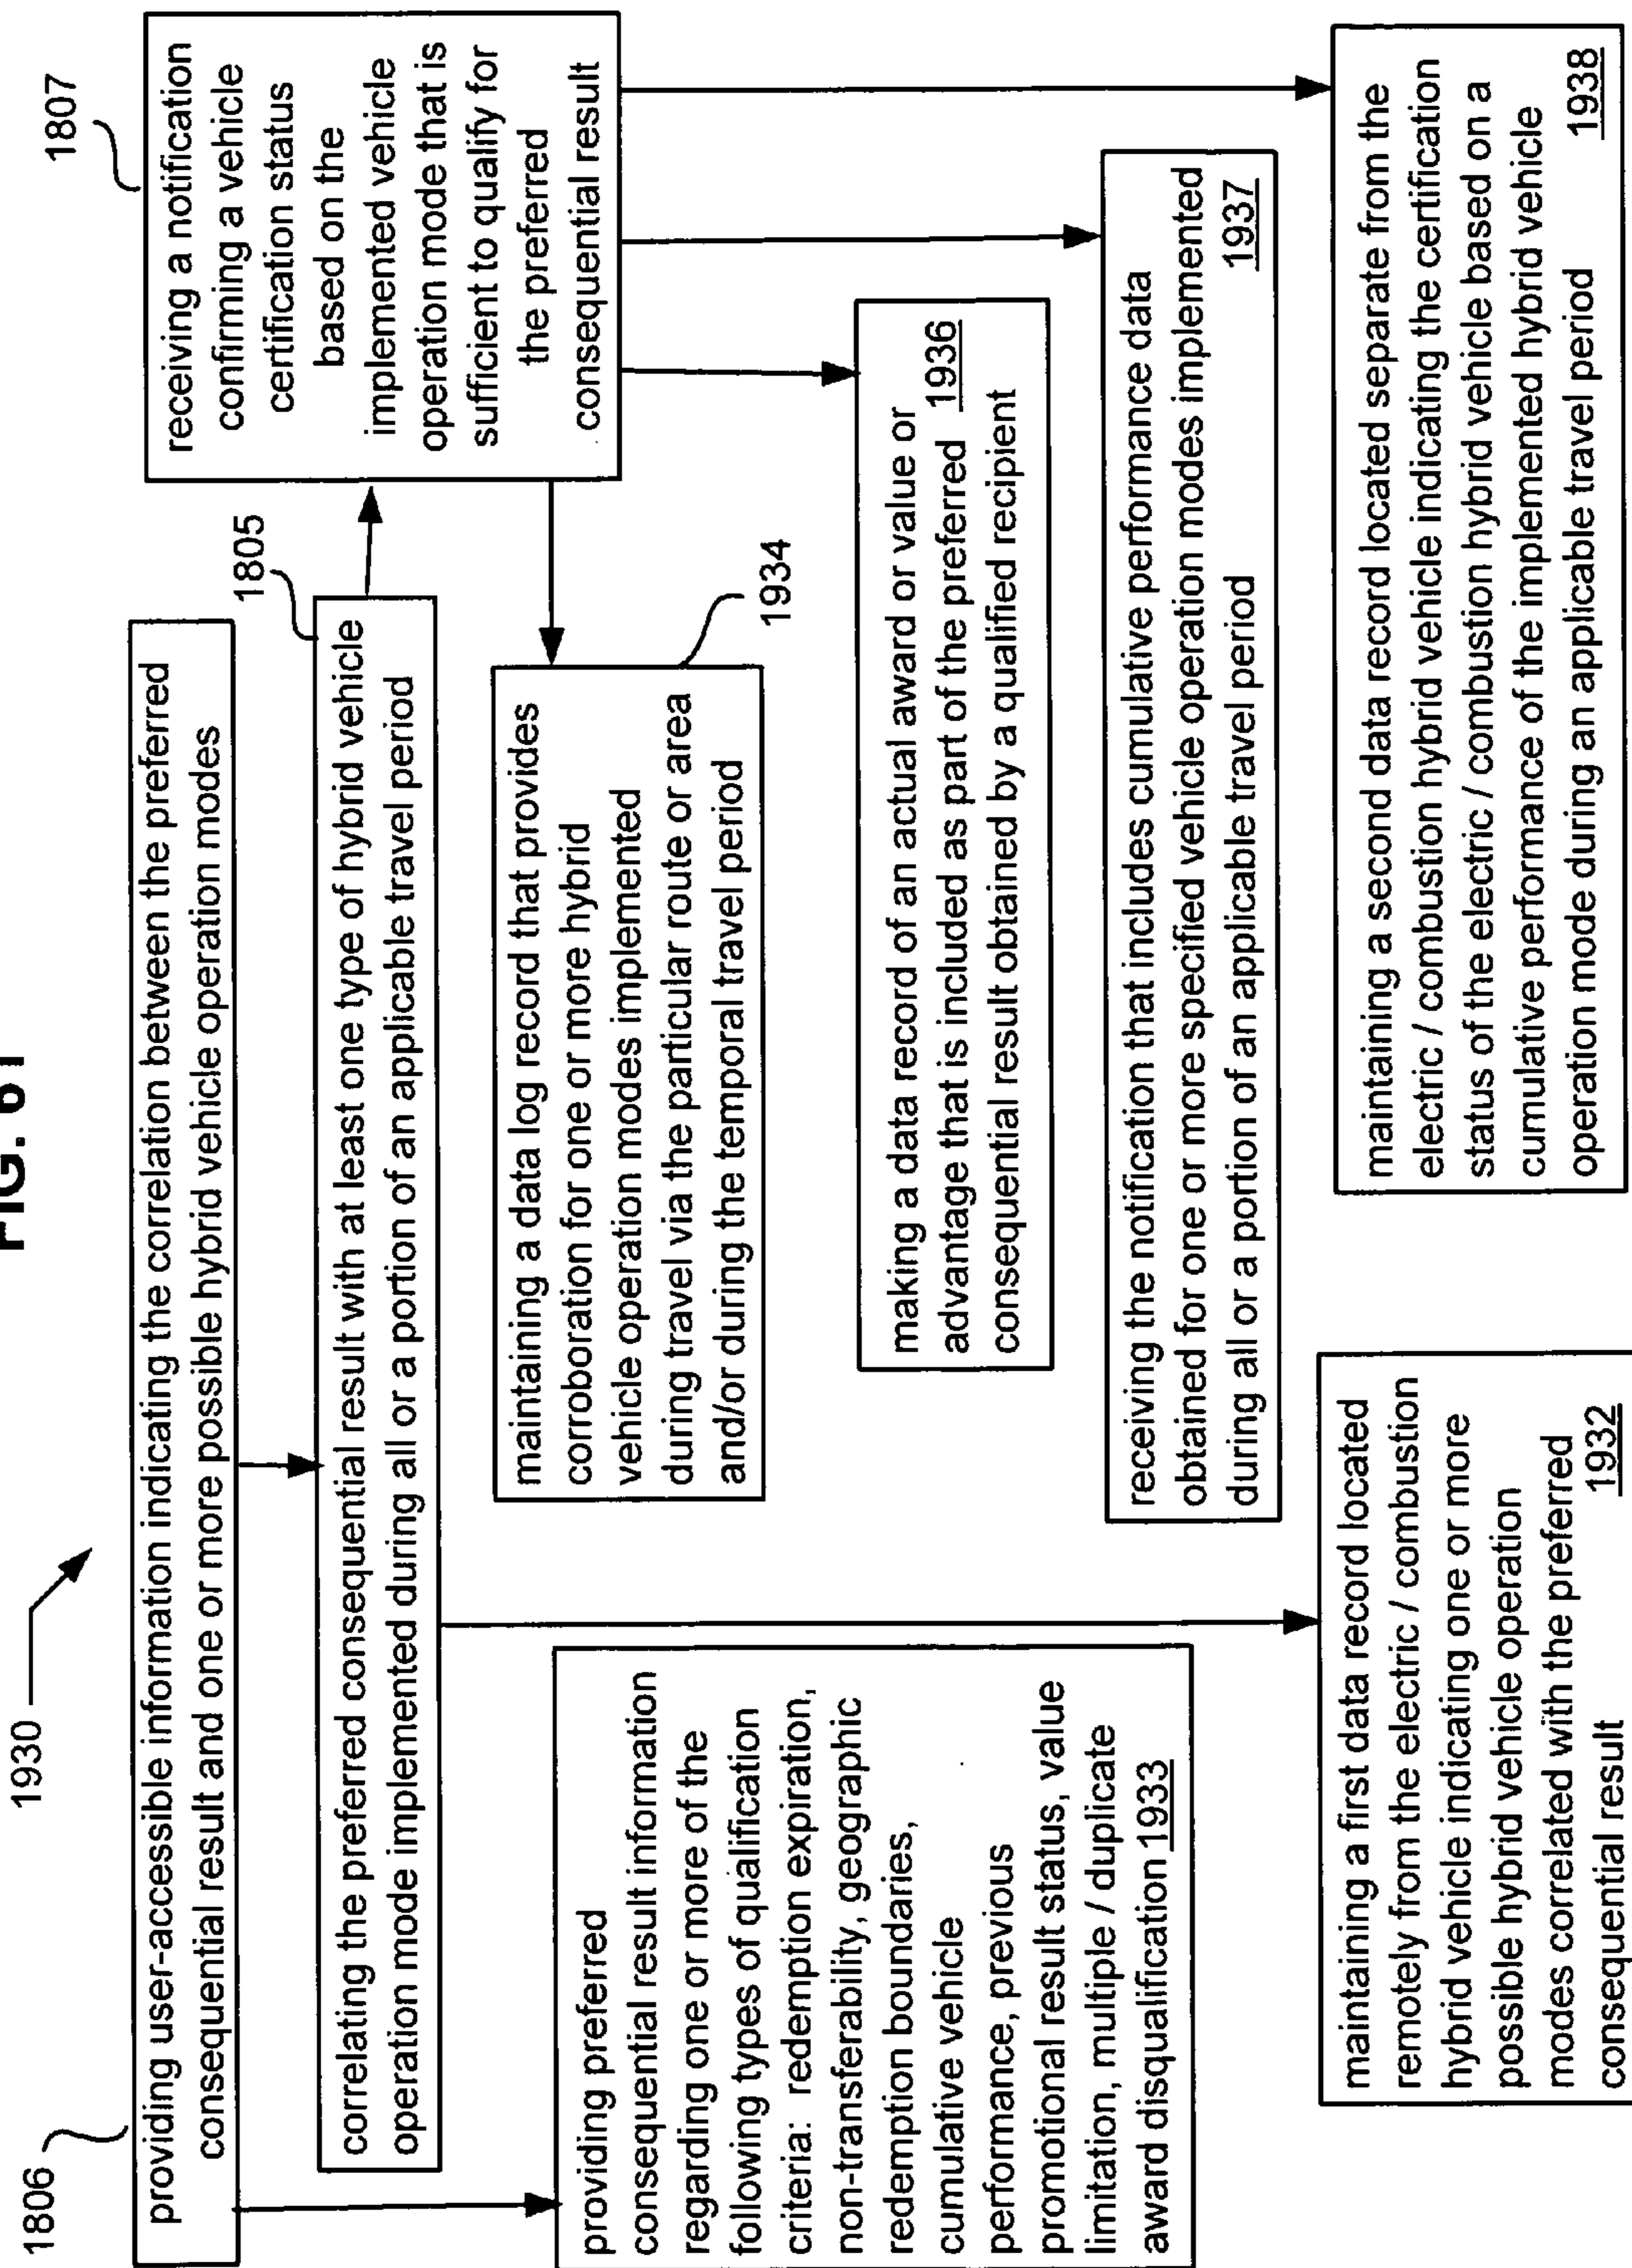 FIG. 61
1930
1806
providing user-accessible information indicating the correlation between the preferred
consequential result and one or more possible hybrid vehicle operation modes
1805
correlating the preferred consequential result with at least one type of hybrid vehicle
operation mode implemented during all or a portion of an applicable travel period
1807
receiving a notification
confirming a vehicle
certification status
based on the
implemented vehicle
operation mode that is
sufficient to qualify for
the preferred
consequential result
providing preferred
consequential result information
regarding one or more of the
following types of qualification
criteria: redemption expiration,
non-transferability, geographic
redemption boundaries,
cumulative vehicle
performance, previous
promotional result status, value
limitation, multiple / duplicate
award disqualification 1933
maintaining a data log record that provides
corroboration for one or more hybrid
vehicle operation modes implemented
during travel via the particular route or area
and/or during the temporal travel period
1934
making a data record of an actual award or value or
advantage that is included as part of the preferred 1936
consequential result obtained by a qualified recipient
receiving the notification that includes cumulative performance data
obtained for one or more specified vehicle operation modes implemented
during all or a portion of an applicable travel period 1937
maintaining a first data record located
remotely from the electric / combustion
hybrid vehicle indicating one or more
possible hybrid vehicle operation
modes correlated with the preferred
consequential result 1932
maintaining a second data record located separate from the
electric / combustion hybrid vehicle indicating the certification
status of the electric / combustion hybrid vehicle based on a
cumulative performance of the implemented hybrid vehicle
operation mode during an applicable travel period 1938